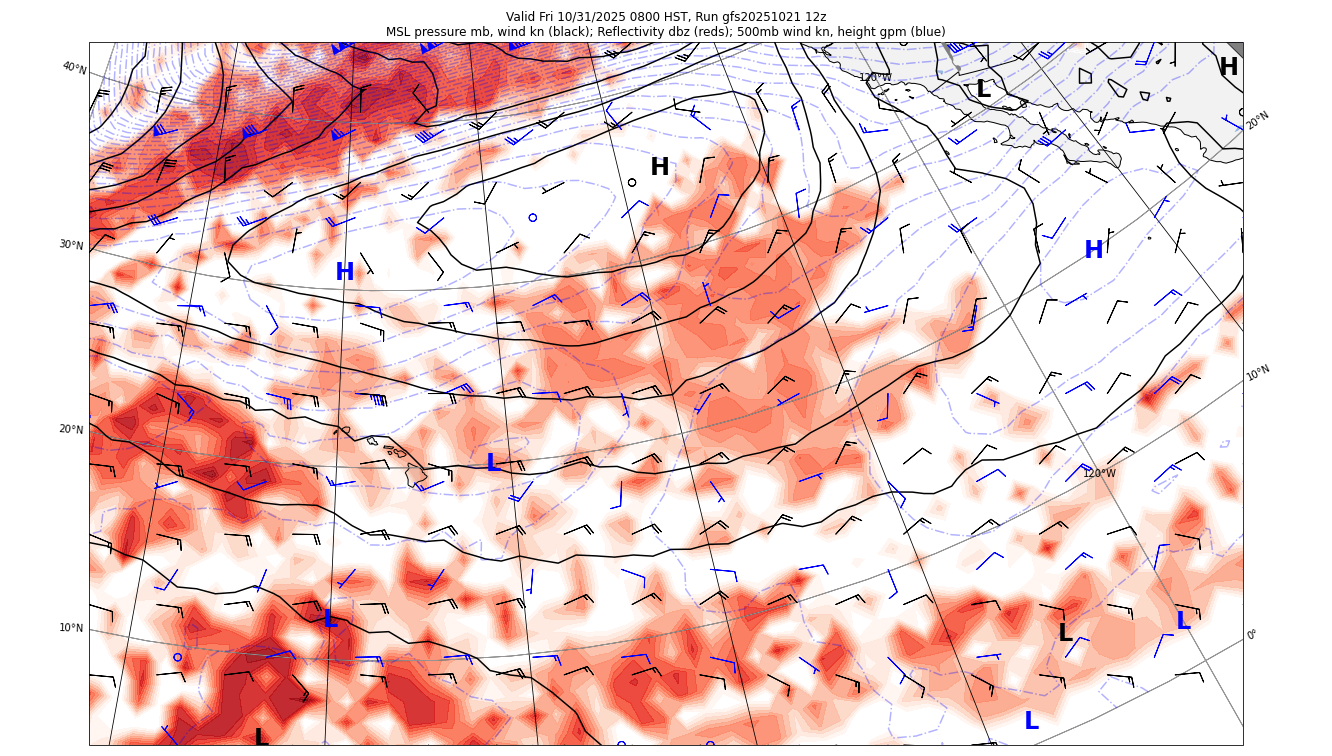 Valid Fri 10/31/2025 0800 HST, Run gfs20251021 12z
MSL pressure mb, wind kn (black); Reflectivity dbz (reds); 500mb wind kn, height gpm (blue)
40°N
120°W
H
L
20°N
H
30°N
H
H
10°N
20°N
L
120°W
10°N
L
L
L
0°
L
L